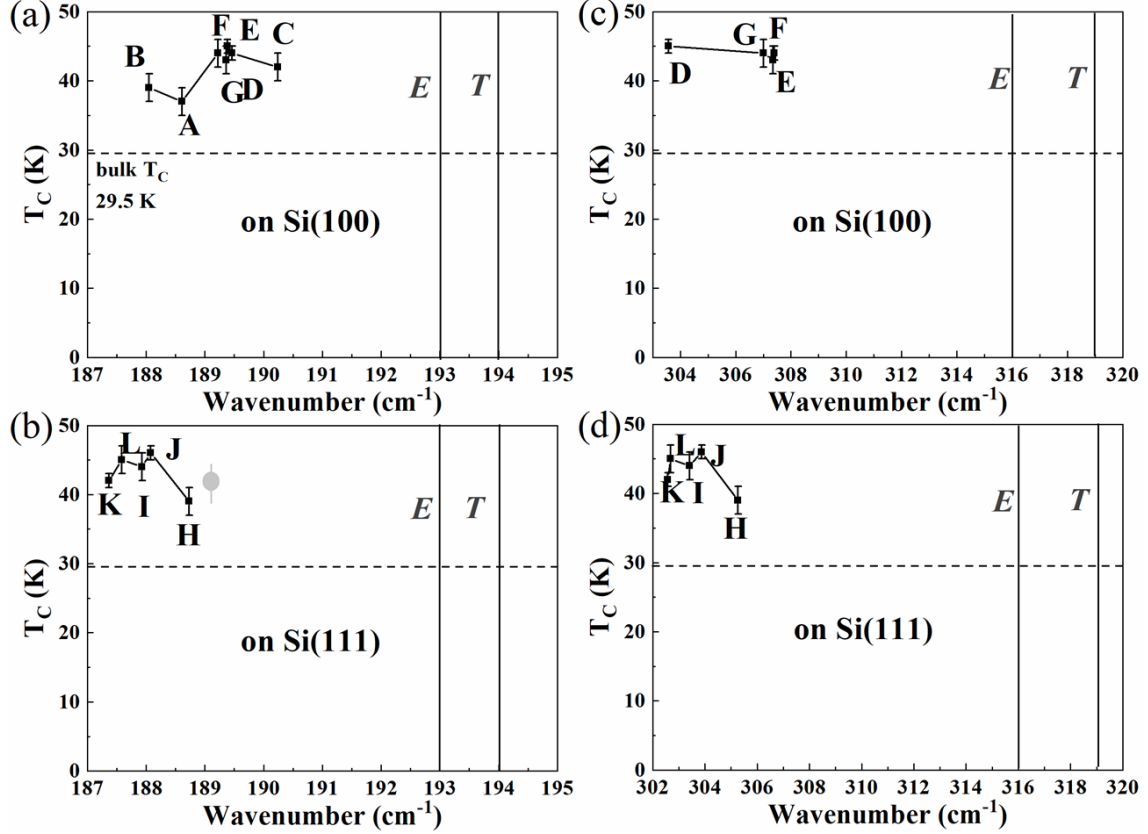 (a)
50
40
30
20
10
0
T_C (K)
B
A
F
E
G
D
C
E
T
bulk T_C
29.5 K
on Si(100)
187 188 189 190 191 192 193 194 195
Wavenumber (cm⁻¹)
(c)
50
40
30
20
10
0
T_C (K)
D
G
F
E
E
T
on Si(100)
304 306 308 310 312 314 316 318 320
Wavenumber (cm⁻¹)
(b)
50
40
30
20
10
0
T_C (K)
K
L
I
J
H
E
T
on Si(111)
187 188 189 190 191 192 193 194 195
Wavenumber (cm⁻¹)
(d)
50
40
30
20
10
0
T_C (K)
K
L
I
J
H
E
T
on Si(111)
302 304 306 308 310 312 314 316 318 320
Wavenumber (cm⁻¹)